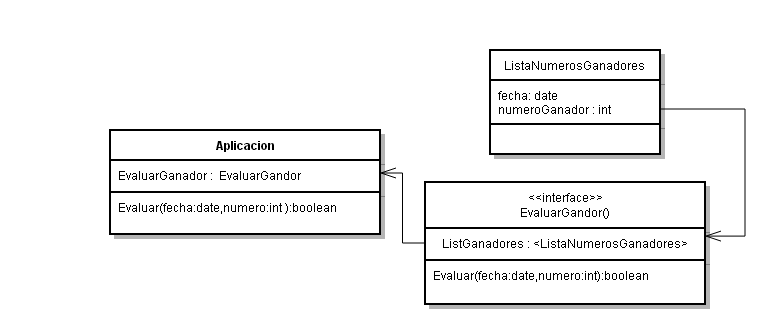 ListaNumerosGanadores
fecha: date
numeroGanador : int
Aplicacion
EvaluarGanador : EvaluarGandor
Evaluar(fecha:date,numero:int ):boolean
<<interface>>
EvaluarGandor()
ListGanadores : <ListaNumerosGanadores>
Evaluar(fecha:date,numero:int):boolean